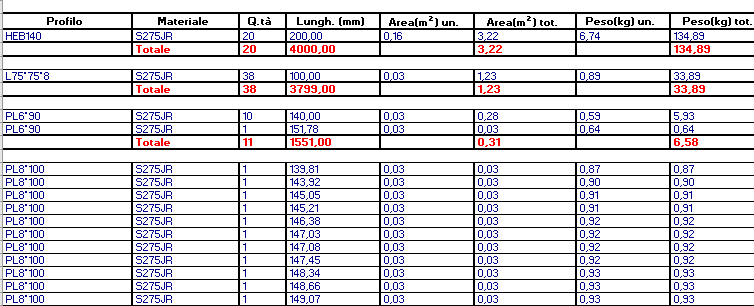 Profilo Materiale Q.tà Lungh. (mm) Area(m²) un. Area(m²) tot. Peso(kg) un. Peso(kg) tot.
HEB140 S275JR 20 200,00 0,16 3,22 6,74 134,89
Totale 20 4000,00 3,22 134,89
L75*75*8 S275JR 38 100,00 0,03 1,23 0,89 33,89
Totale 38 3799,00 1,23 33,89
PL6*90 S275JR 10 140,00 0,03 0,28 0,59 5,93
PL6*90 S275JR 1 151,78 0,03 0,03 0,64 0,64
Totale 11 1551,00 0,31 6,58
PL8*100 S275JR 1 139,81 0,03 0,03 0,87 0,87
PL8*100 S275JR 1 143,92 0,03 0,03 0,90 0,90
PL8*100 S275JR 1 145,05 0,03 0,03 0,91 0,91
PL8*100 S275JR 1 145,21 0,03 0,03 0,91 0,91
PL8*100 S275JR 1 146,38 0,03 0,03 0,92 0,92
PL8*100 S275JR 1 147,03 0,03 0,03 0,92 0,92
PL8*100 S275JR 1 147,08 0,03 0,03 0,92 0,92
PL8*100 S275JR 1 147,45 0,03 0,03 0,92 0,92
PL8*100 S275JR 1 148,34 0,03 0,03 0,93 0,93
PL8*100 S275JR 1 148,66 0,03 0,03 0,93 0,93
PL8*100 S275JR 1 149,07 0,03 0,03 0,93 0,93